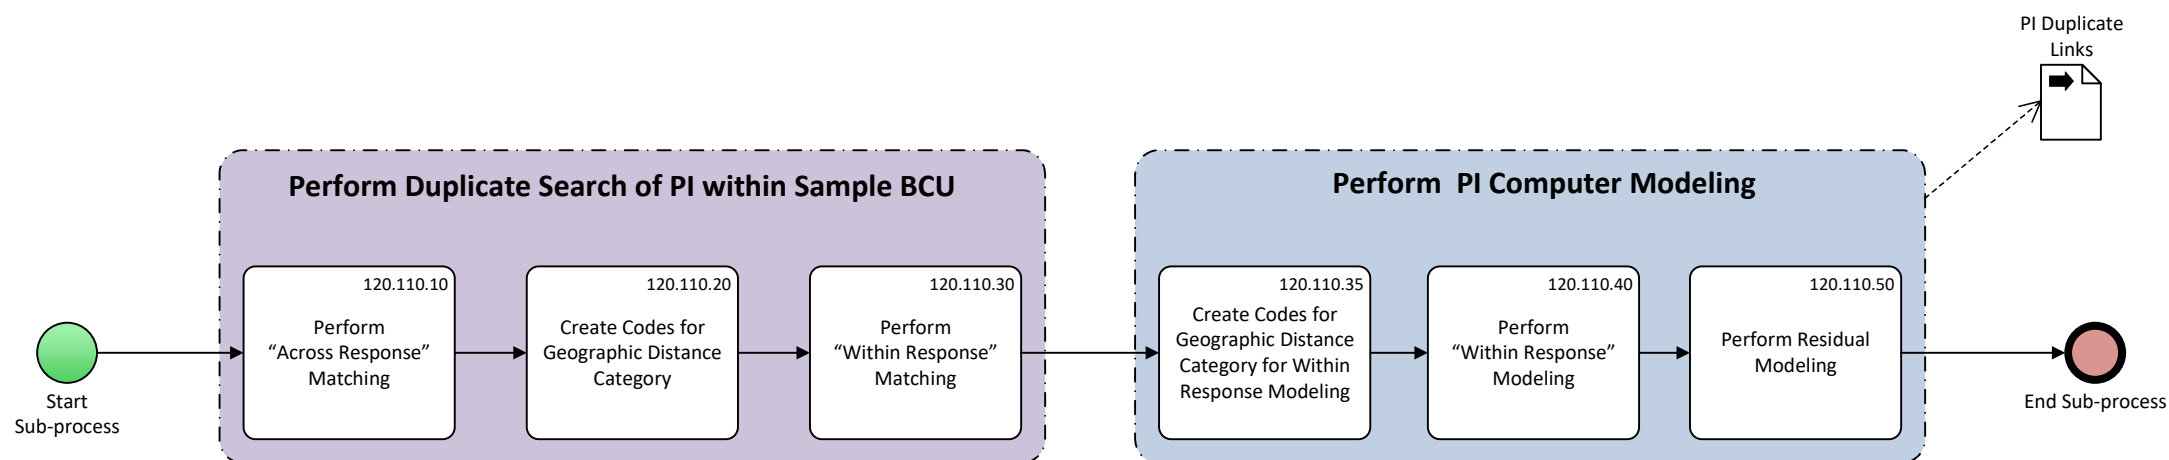 PI Duplicate
Links
Perform Duplicate Search of PI within Sample BCU
Perform  PI Computer Modeling
120.110.10
Perform
“Across Response”
Matching
120.110.20
Create Codes for
Geographic Distance
Category
120.110.30
Perform
“Within Response”
Matching
120.110.35
Create Codes for
Geographic Distance
Category for Within
Response Modeling
120.110.40
Perform
“Within Response”
Modeling
120.110.50
Perform Residual
Modeling
Start
Sub-process
End Sub-process